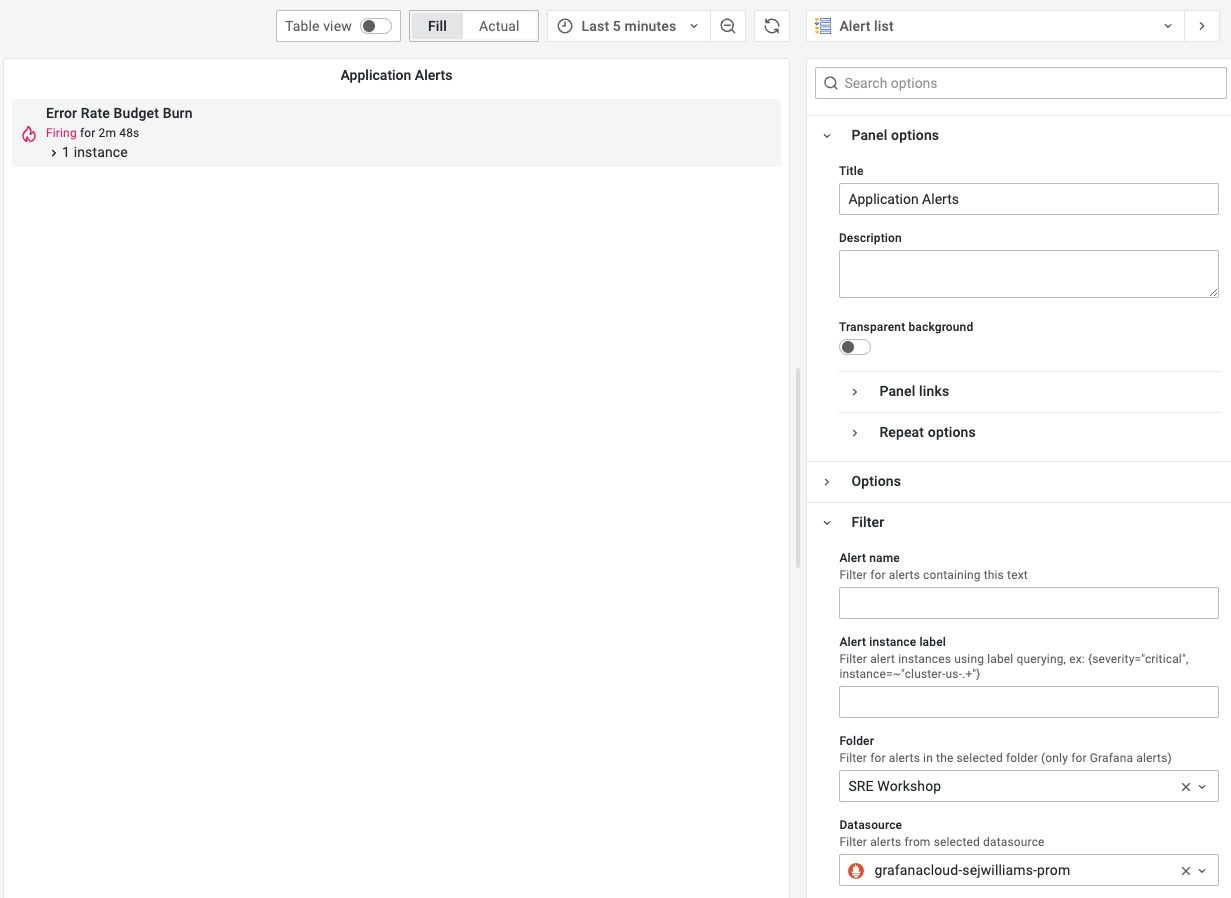 Table view
Fill
Actual
Last 5 minutes
Alert list
Application Alerts
Error Rate Budget Burn
Firing for 2m 48s
1 instance
Search options
Panel options
Title
Application Alerts
Description
Transparent background
Panel links
Repeat options
Options
Filter
Alert name
Filter for alerts containing this text
Alert instance label
Filter alert instances using label querying, ex: {severity="critical",
instance=~"cluster-us-.+"}
Folder
Filter for alerts in the selected folder (only for Grafana alerts)
SRE Workshop
Datasource
Filter alerts from selected datasource
grafanacloud-sejwilliams-prom